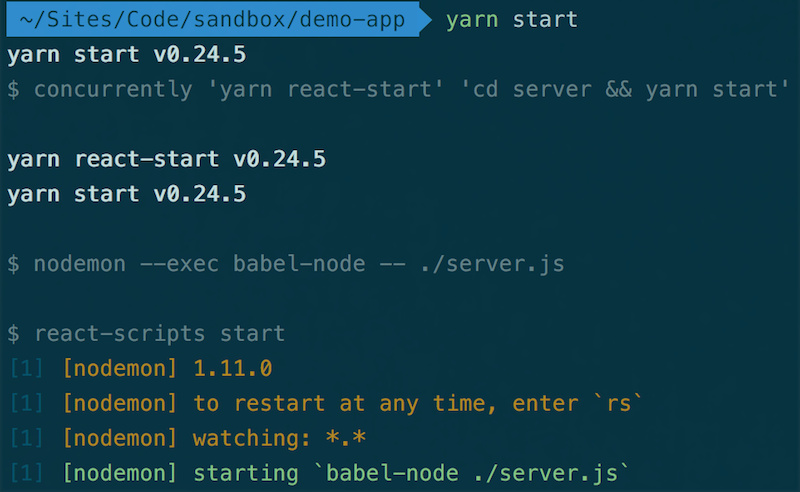 ~/Sites/Code/sandbox/demo-app yarn start
yarn start v0.24.5
$ concurrently 'yarn react-start' 'cd server && yarn start'
yarn react-start v0.24.5
yarn start v0.24.5
$ nodemon --exec babel-node -- ./server.js
$ react-scripts start
[1] [nodemon] 1.11.0
[1] [nodemon] to restart at any time, enter `rs`
[1] [nodemon] watching: *.*
[1] [nodemon] starting `babel-node ./server.js`